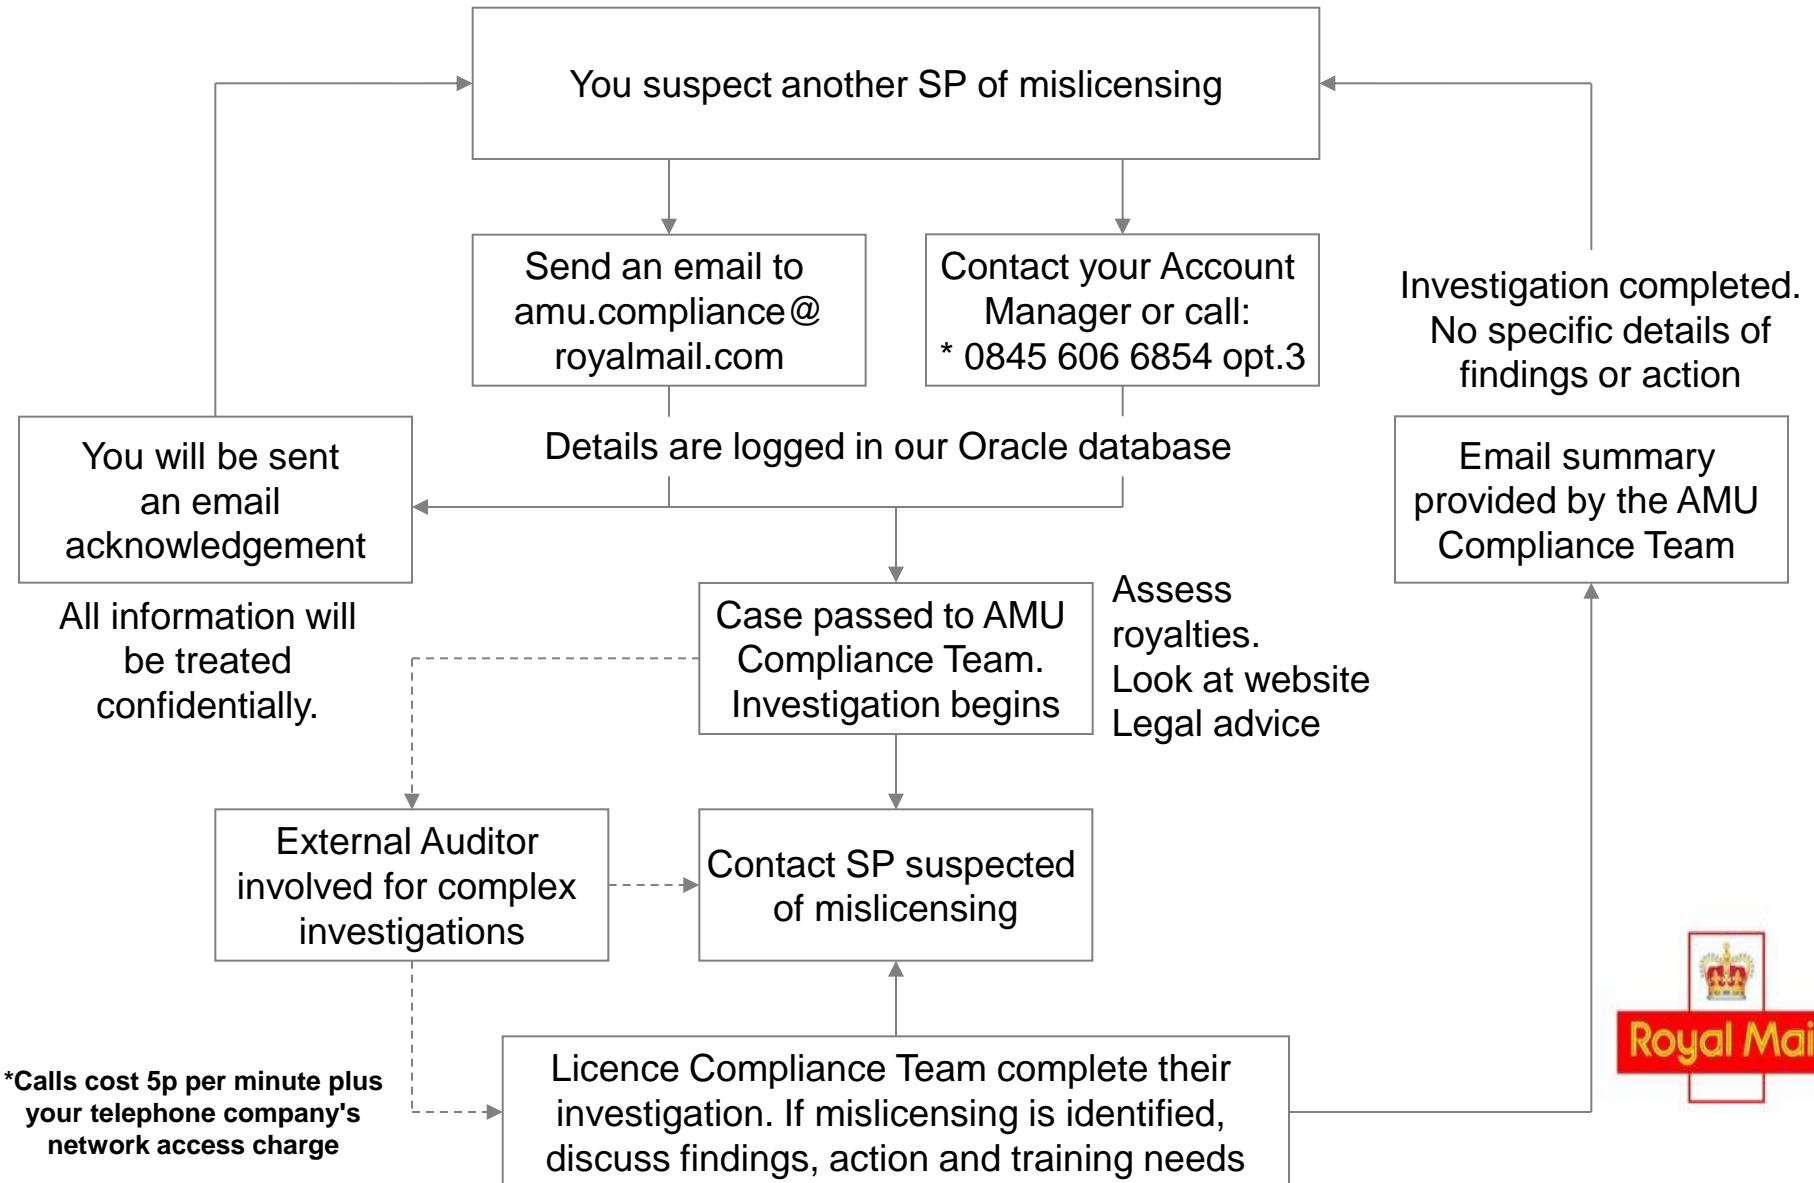 You suspect another SP of mislicensing
Send an email to
amu.compliance@
royalmail.com
Contact your Account
Manager or call:
* 0845 606 6854 opt.3
Investigation completed.
No specific details of
findings or action
Details are logged in our Oracle database
You will be sent
an email
acknowledgement
Email summary
provided by the AMU
Compliance Team
All information will
be treated
confidentially.
Case passed to AMU
Compliance Team.
Investigation begins
Assess
royalties.
Look at website
Legal advice
External Auditor
involved for complex
investigations
Contact SP suspected
of mislicensing
Royal Mai
*Calls cost 5p per minute plus
your telephone company's
network access charge
Licence Compliance Team complete their
investigation. If mislicensing is identified,
discuss findings, action and training needs